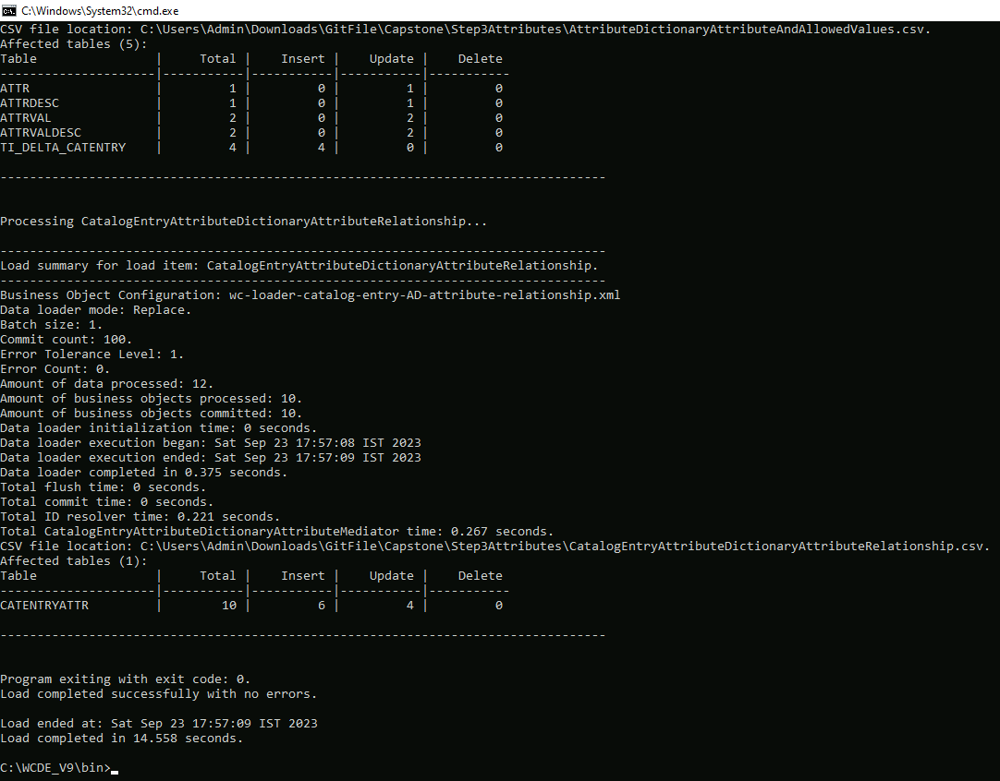 C:\Windows\System32\cmd.exe
CSV file location: C:\Users\Admin\Downloads\GitFile\Capstone\Step3Attributes\AttributeDictionaryAttributeAndAllowedValues.csv.
Affected tables (5):
Table                |     Total |    Insert |    Update |    Delete
---------------------|-----------|-----------|-----------|-----------
ATTR                 |         1 |         0 |         1 |         0
ATTRDESC             |         1 |         0 |         1 |         0
ATTRVAL              |         2 |         0 |         2 |         0
ATTRVALDESC          |         2 |         0 |         2 |         0
TI_DELTA_CATENTRY    |         4 |         4 |         0 |         0
----------------------------------------------------------------------------------
Processing CatalogEntryAttributeDictionaryAttributeRelationship...
----------------------------------------------------------------------------------
Load summary for load item: CatalogEntryAttributeDictionaryAttributeRelationship.
----------------------------------------------------------------------------------
Business Object Configuration: wc-loader-catalog-entry-AD-attribute-relationship.xml
Data loader mode: Replace.
Batch size: 1.
Commit count: 100.
Error Tolerance Level: 1.
Error Count: 0.
Amount of data processed: 12.
Amount of business objects processed: 10.
Amount of business objects committed: 10.
Data loader initialization time: 0 seconds.
Data loader execution began: Sat Sep 23 17:57:08 IST 2023
Data loader execution ended: Sat Sep 23 17:57:09 IST 2023
Data loader completed in 0.375 seconds.
Total flush time: 0 seconds.
Total commit time: 0 seconds.
Total ID resolver time: 0.221 seconds.
Total CatalogEntryAttributeDictionaryAttributeMediator time: 0.267 seconds.
CSV file location: C:\Users\Admin\Downloads\GitFile\Capstone\Step3Attributes\CatalogEntryAttributeDictionaryAttributeRelationship.csv.
Affected tables (1):
Table                |     Total |    Insert |    Update |    Delete
---------------------|-----------|-----------|-----------|-----------
CATENTRYATTR         |        10 |         6 |         4 |         0
----------------------------------------------------------------------------------
Program exiting with exit code: 0.
Load completed successfully with no errors.
Load ended at: Sat Sep 23 17:57:09 IST 2023
Load completed in 14.558 seconds.
C:\WCDE_V9\bin>